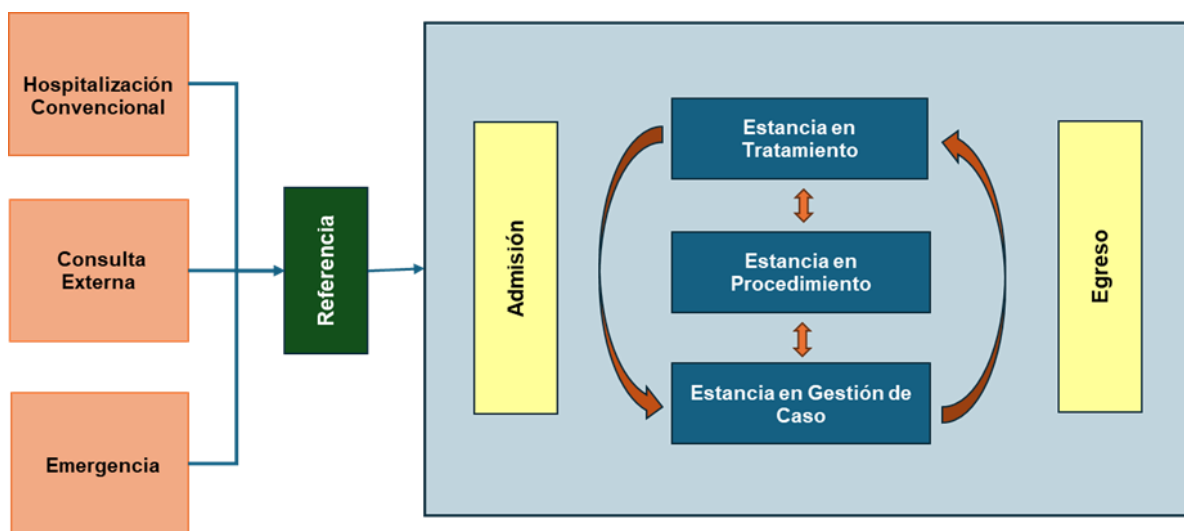 Hospitalización
Convencional
Consulta
Externa
Emergencia
Referencia
Admisión
Estancia en
Tratamiento
Estancia en
Procedimiento
Estancia en Gestión de
Caso
Egreso